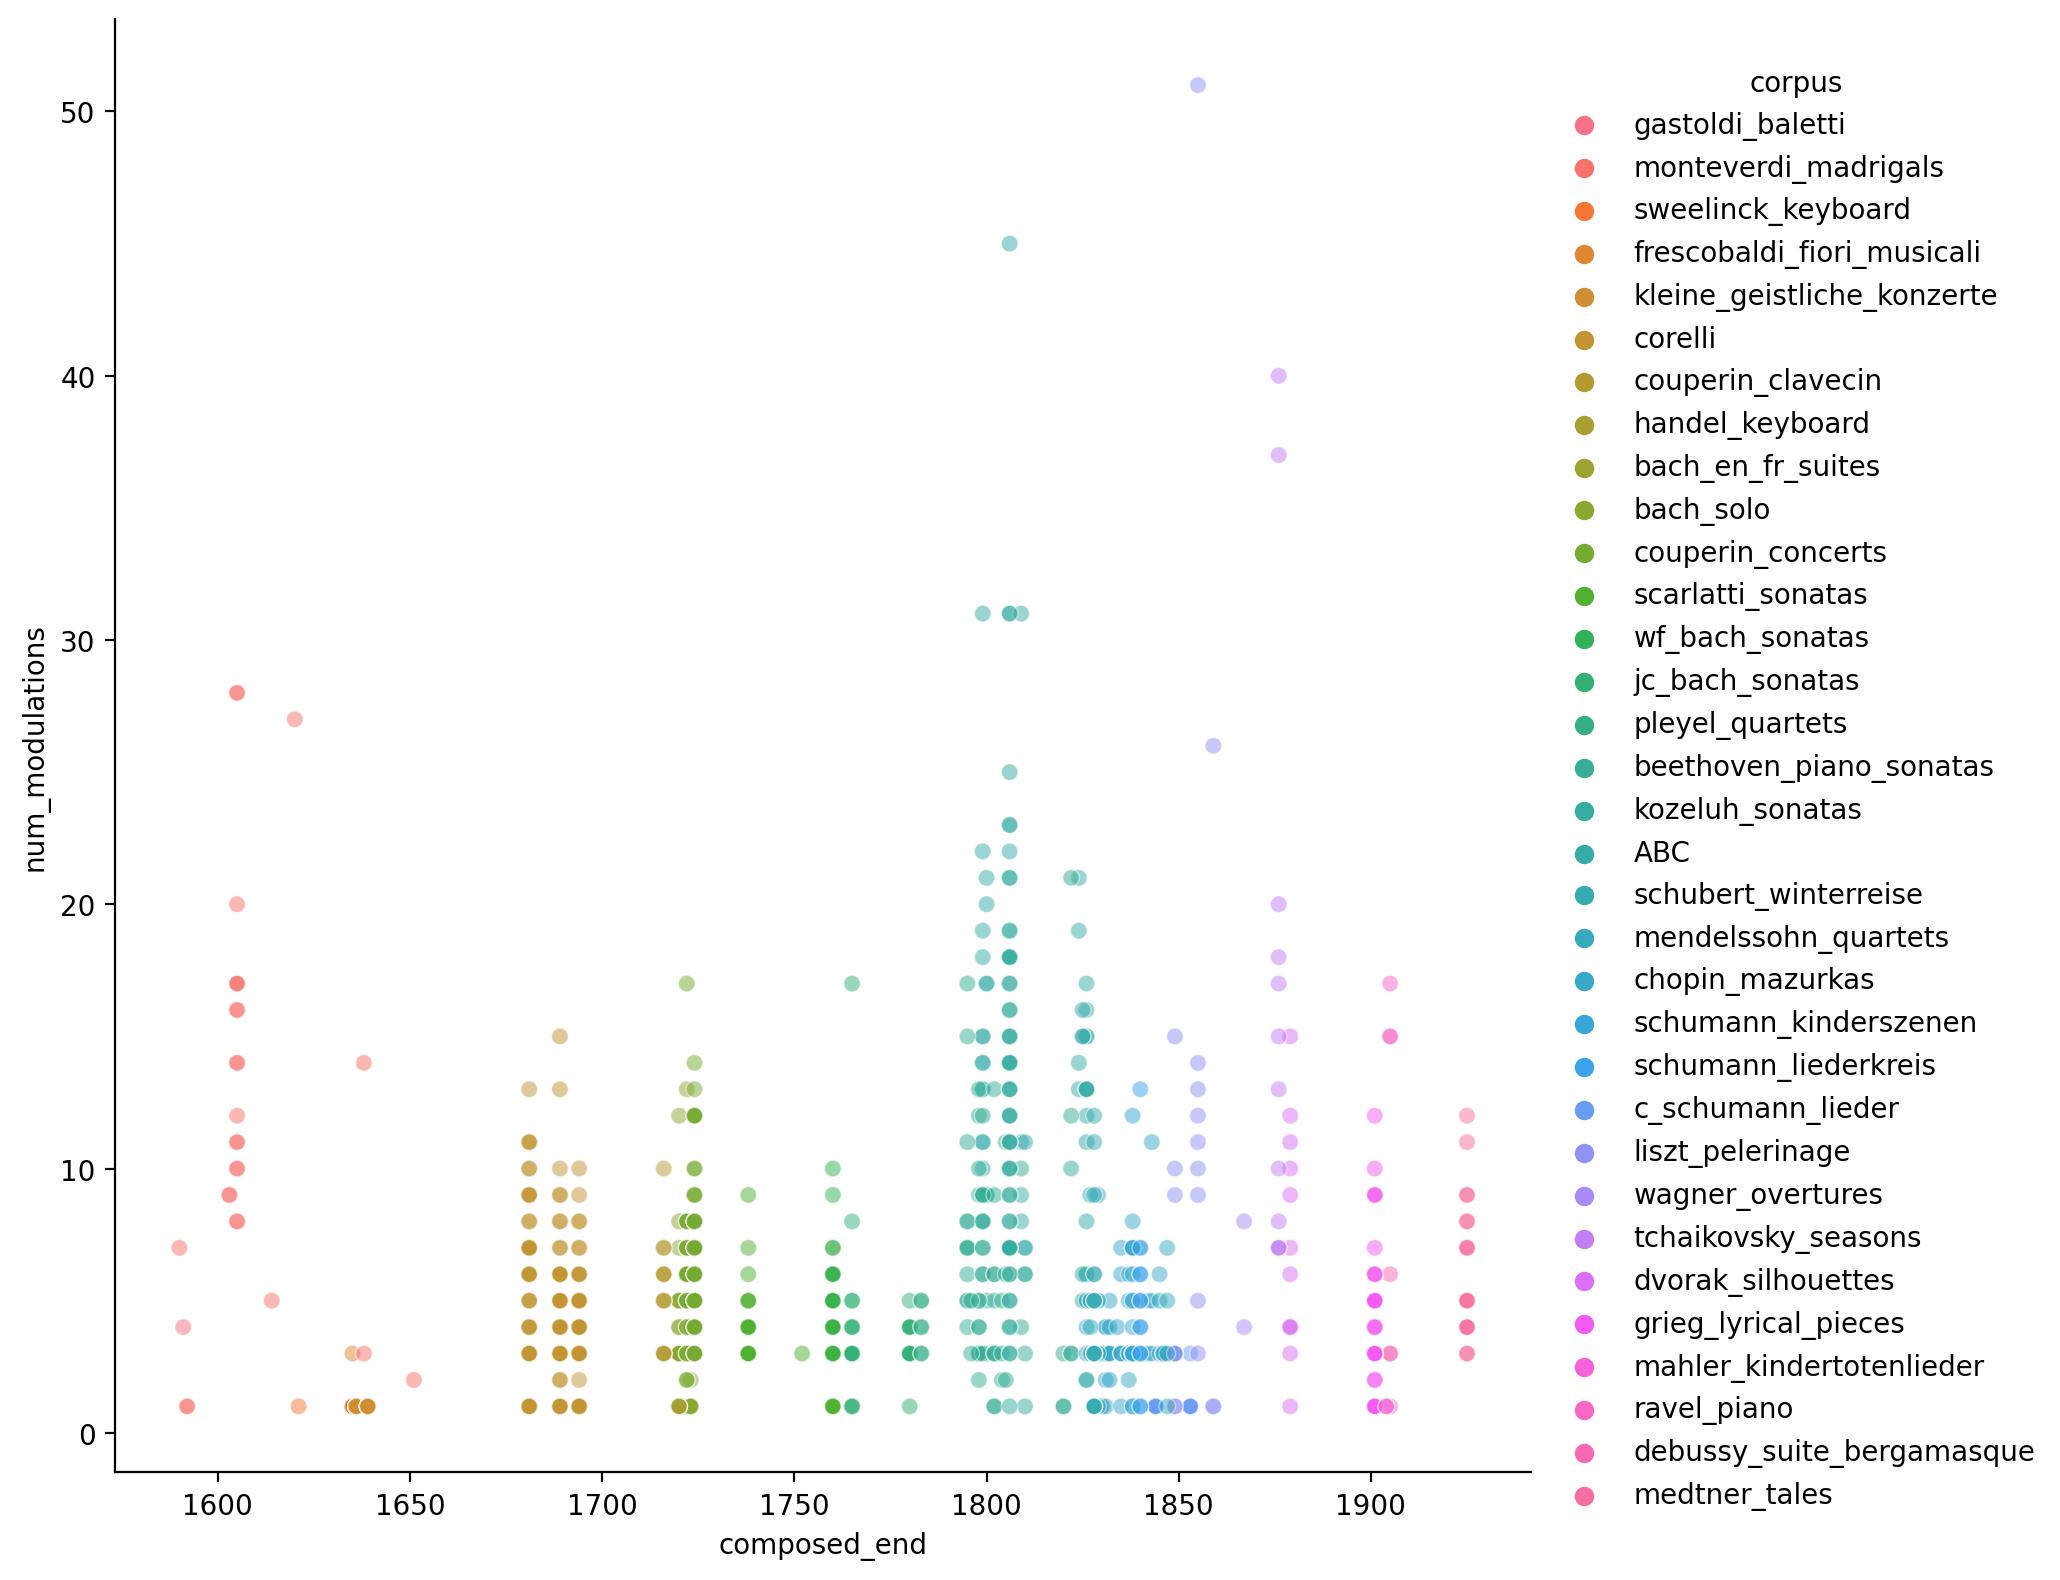 50
40
30
20
10
0
num_modulations
1600
1650
1700
1750
1800
1850
1900
composed_end
corpus
gastoldi_baletti
monteverdi_madrigals
sweelinck_keyboard
frescobaldi_fiori_musicali
kleine_geistliche_konzerte
corelli
couperin_clavecin
handel_keyboard
bach_en_fr_suites
bach_solo
couperin_concerts
scarlatti_sonatas
wf_bach_sonatas
jc_bach_sonatas
pleyel_quartets
beethoven_piano_sonatas
kozeluh_sonatas
ABC
schubert_winterreise
mendelssohn_quartets
chopin_mazurkas
schumann_kinderszenen
schumann_liederkreis
c_schumann_lieder
liszt_pelerinage
wagner_overtures
tchaikovsky_seasons
dvorak_silhouettes
grieg_lyrical_pieces
mahler_kindertotenlieder
ravel_piano
debussy_suite_bergamasque
medtner_tales